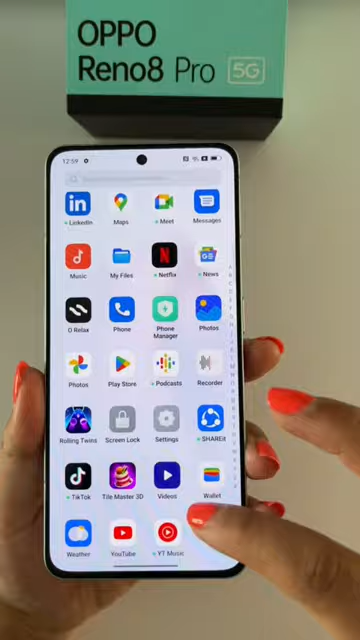 OPPO
Reno8 Pro 5G
12:59
LinkedIn Maps Meet Messages
Music My Files Netflix News
O Relax Phone Phone Manager Photos
Photos Play Store Podcasts Recorder
Rolling Twins Screen Lock Settings SHAREit
TikTok Tile Master 3D Videos Wallet
Weather YouTube YT Music